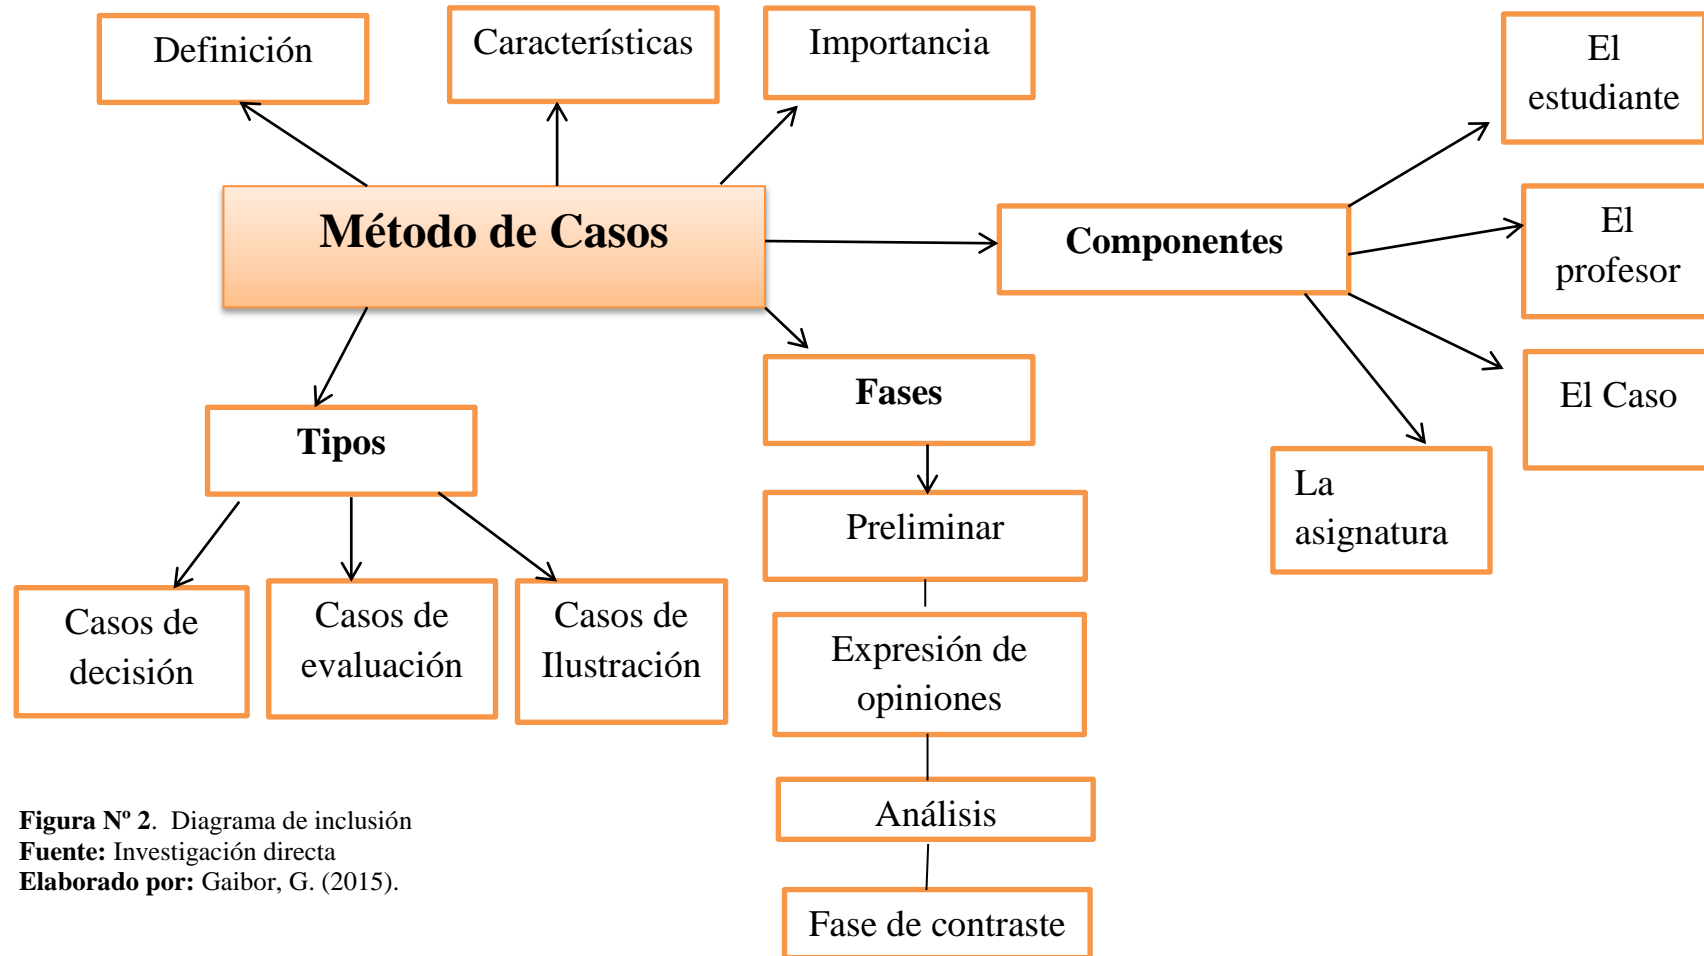 Definición
Características
Importancia
El
estudiante
Método de Casos
Componentes
El
profesor
Fases
El Caso
Tipos
La
asignatura
Preliminar
Casos de
decisión
Casos de
evaluación
Casos de
Ilustración
Expresión de
opiniones
Análisis
Fase de contraste
Figura Nº 2.  Diagrama de inclusión
Fuente: Investigación directa
Elaborado por: Gaibor, G. (2015).